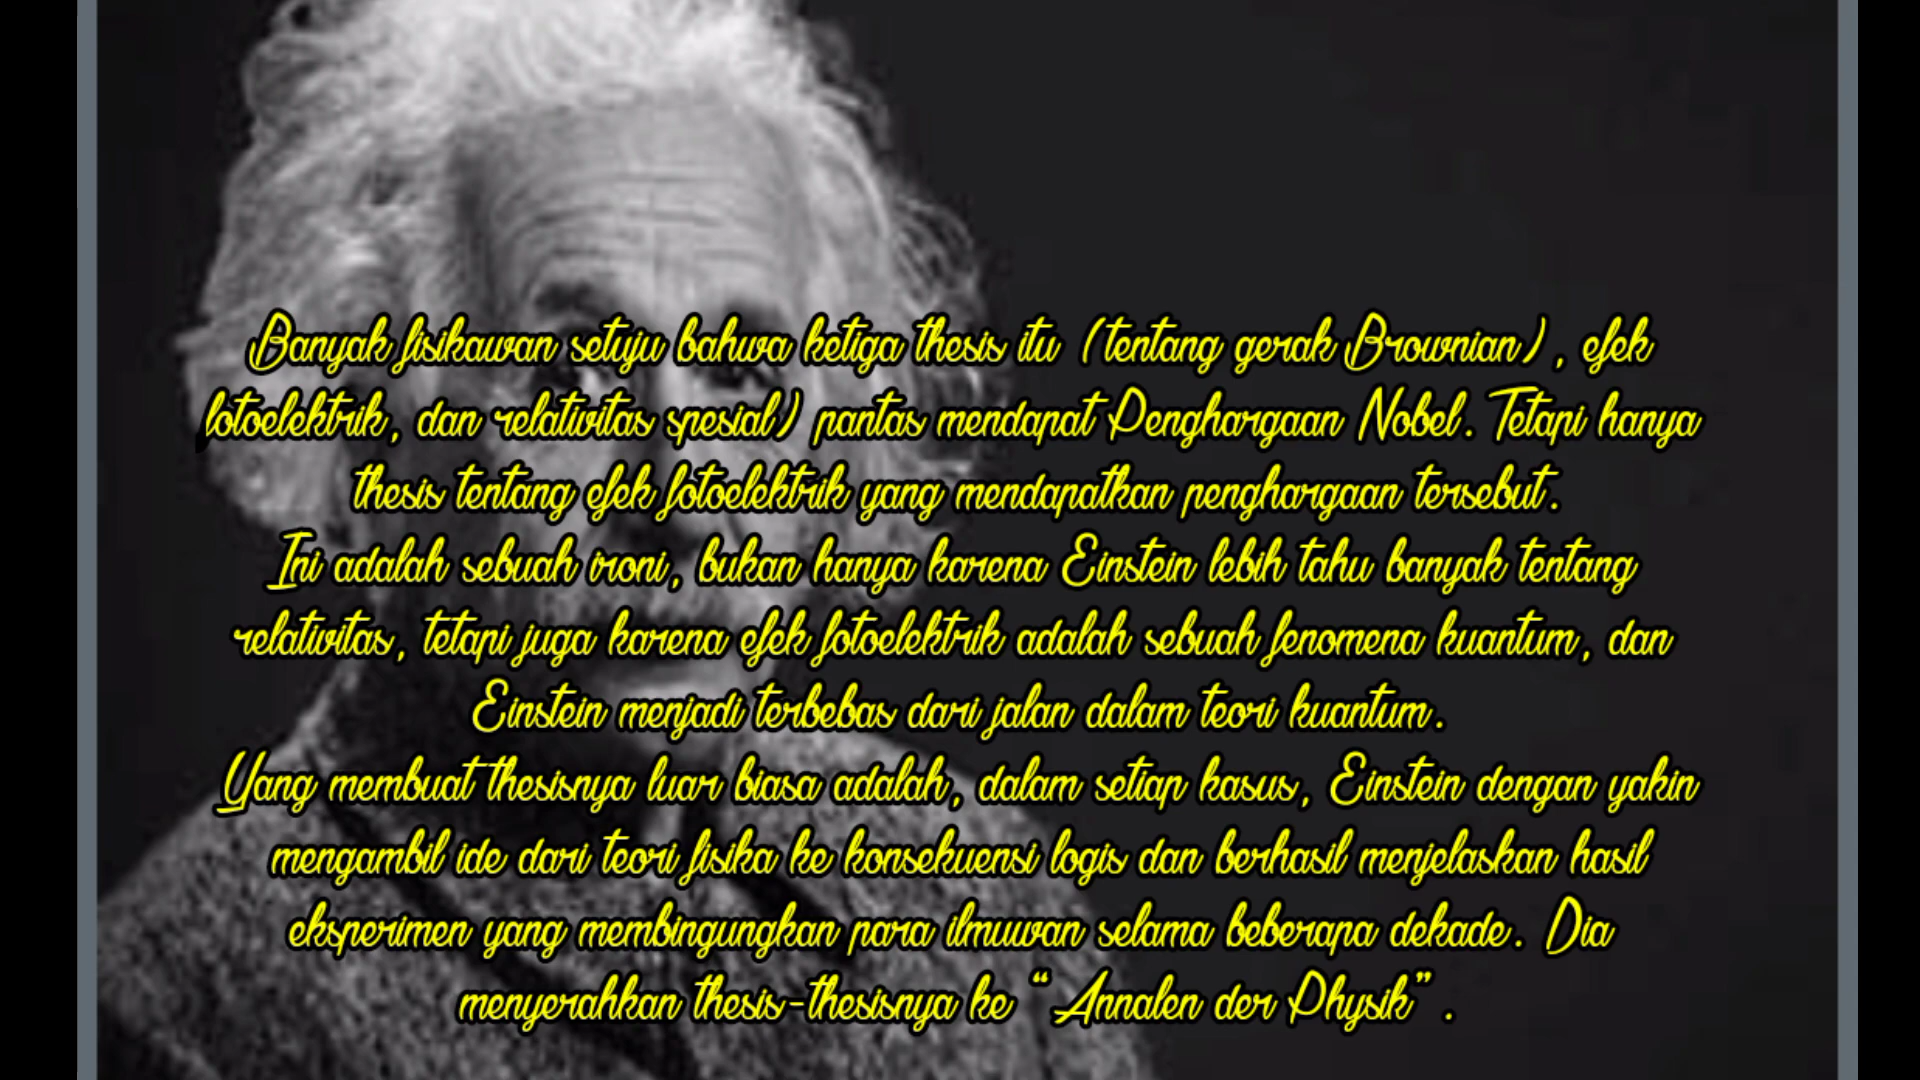 Banyak fisikawan setuju bahwa ketiga thesis itu (tentang gerak Brownian), efek
fotoelektrik, dan relativitas spesial) pantas mendapat Penghargaan Nobel. Tetapi hanya
thesis tentang efek fotoelektrik yang mendapatkan penghargaan tersebut.
Ini adalah sebuah ironi, bukan hanya karena Einstein lebih tahu banyak tentang
relativitas, tetapi juga karena efek fotoelektrik adalah sebuah fenomena kuantum, dan
Einstein menjadi terbebas dari jalan dalam teori kuantum.
Yang membuat thesisnya luar biasa adalah, dalam setiap kasus, Einstein dengan yakin
mengambil ide dari teori fisika ke konsekuensi logis dan berhasil menjelaskan hasil
eksperimen yang membingungkan para ilmuwan selama beberapa dekade. Dia
menyerahkan thesis-thesisnya ke “Annalen der Physik”.